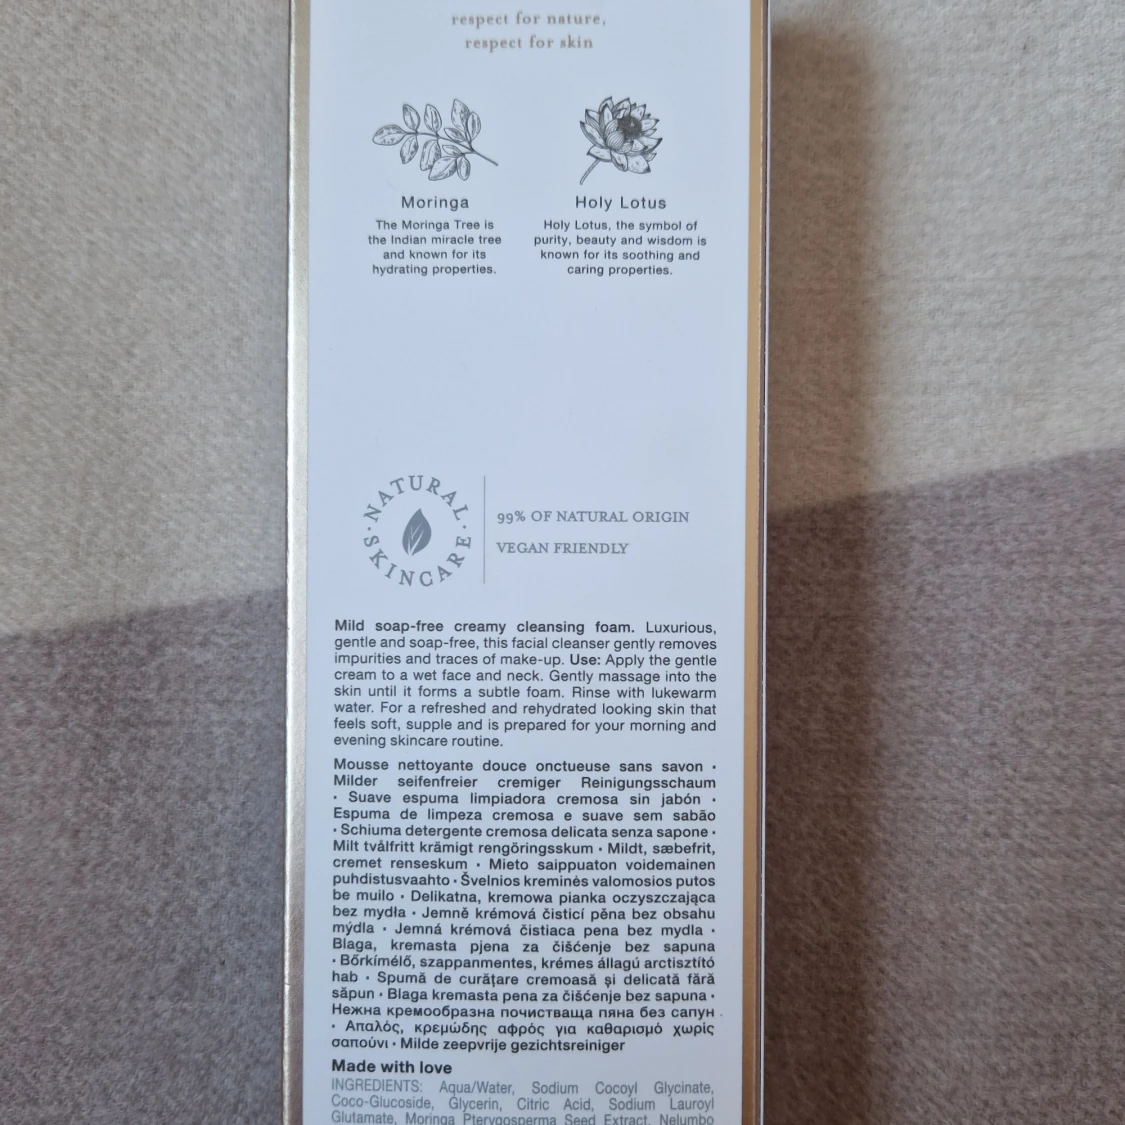 respect for nature,
respect for skin
Moringa
The Moringa Tree is
the Indian miracle tree
and known for its
hydrating properties.
Holy Lotus
Holy Lotus, the symbol of
purity, beauty and wisdom is
known for its soothing and
caring properties.
· NATURAL · SKINCARE
99% OF NATURAL ORIGIN
VEGAN FRIENDLY
Mild soap-free creamy cleansing foam. Luxurious,
gentle and soap-free, this facial cleanser gently removes
impurities and traces of make-up. Use: Apply the gentle
cream to a wet face and neck. Gently massage into the
skin until it forms a subtle foam. Rinse with lukewarm
water. For a refreshed and rehydrated looking skin that
feels soft, supple and is prepared for your morning and
evening skincare routine.
Mousse nettoyante douce onctueuse sans savon ·
Milder seifenfreier cremiger Reinigungsschaum
· Suave espuma limpiadora cremosa sin jabón ·
Espuma de limpeza cremosa e suave sem sabão
· Schiuma detergente cremosa delicata senza sapone ·
Milt tvålfritt krämigt rengöringsskum · Mildt, sæbefrit,
cremet renseskum · Mieto saippuaton voidemainen
puhdistusvaahto · Švelnios kreminės valomosios putos
be muilo · Delikatna, kremowa pianka oczyszczająca
bez mydła · Jemně krémová čisticí pěna bez obsahu
mýdla · Jemná krémová čistiaca pena bez mydla ·
Blaga, kremasta pjena za čišćenje bez sapuna
· Bőrkímélő, szappanmentes, krémes állagú arctisztító
hab · Spumă de curățare cremoasă și delicată fără
săpun · Blaga kremasta pena za čišćenje bez sapuna ·
Нежна кремообразна почистваща пяна без сапун
· Απαλός, κρεμώδης αφρός για καθαρισμό χωρίς
σαπούνι · Milde zeepvrije gezichtsreiniger
Made with love
INGREDIENTS: Aqua/Water, Sodium Cocoyl Glycinate,
Coco-Glucoside, Glycerin, Citric Acid, Sodium Lauroyl
Glutamate, Moringa Pterygosperma Seed Extract, Nelumbo